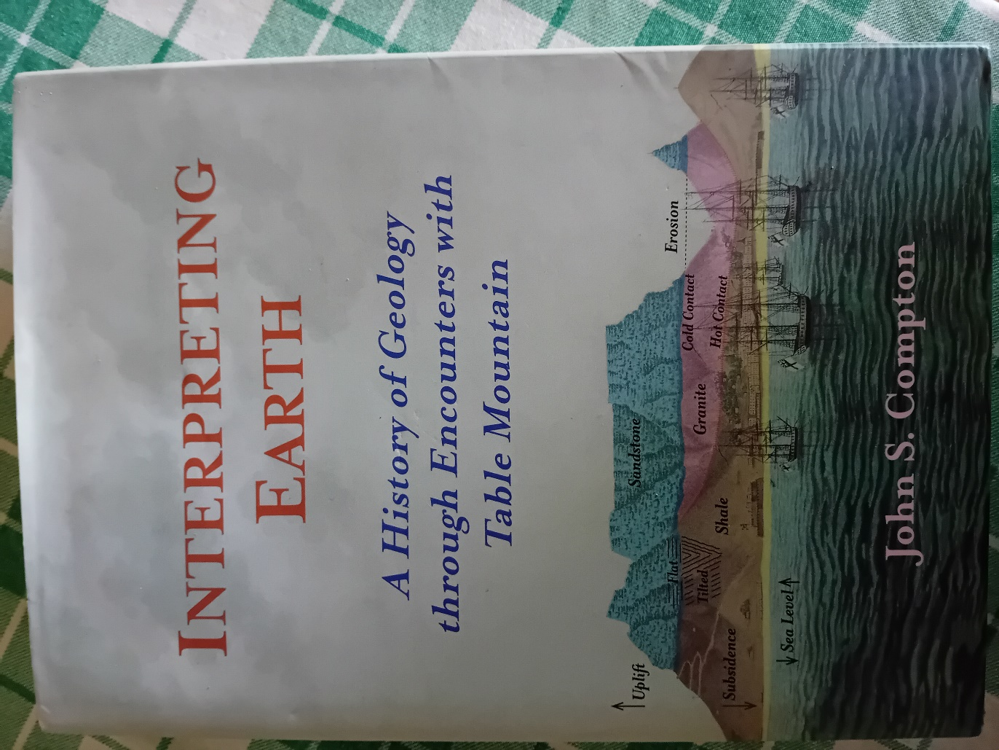 INTERPRETING
EARTH
A History of Geology
through Encounters with
Table Mountain
Uplift
Sandstone
Erosion
Flat
Cold Contact
Tilted
Granite
Hot Contact
Shale
Subsidence
Sea Level
John S. Compton